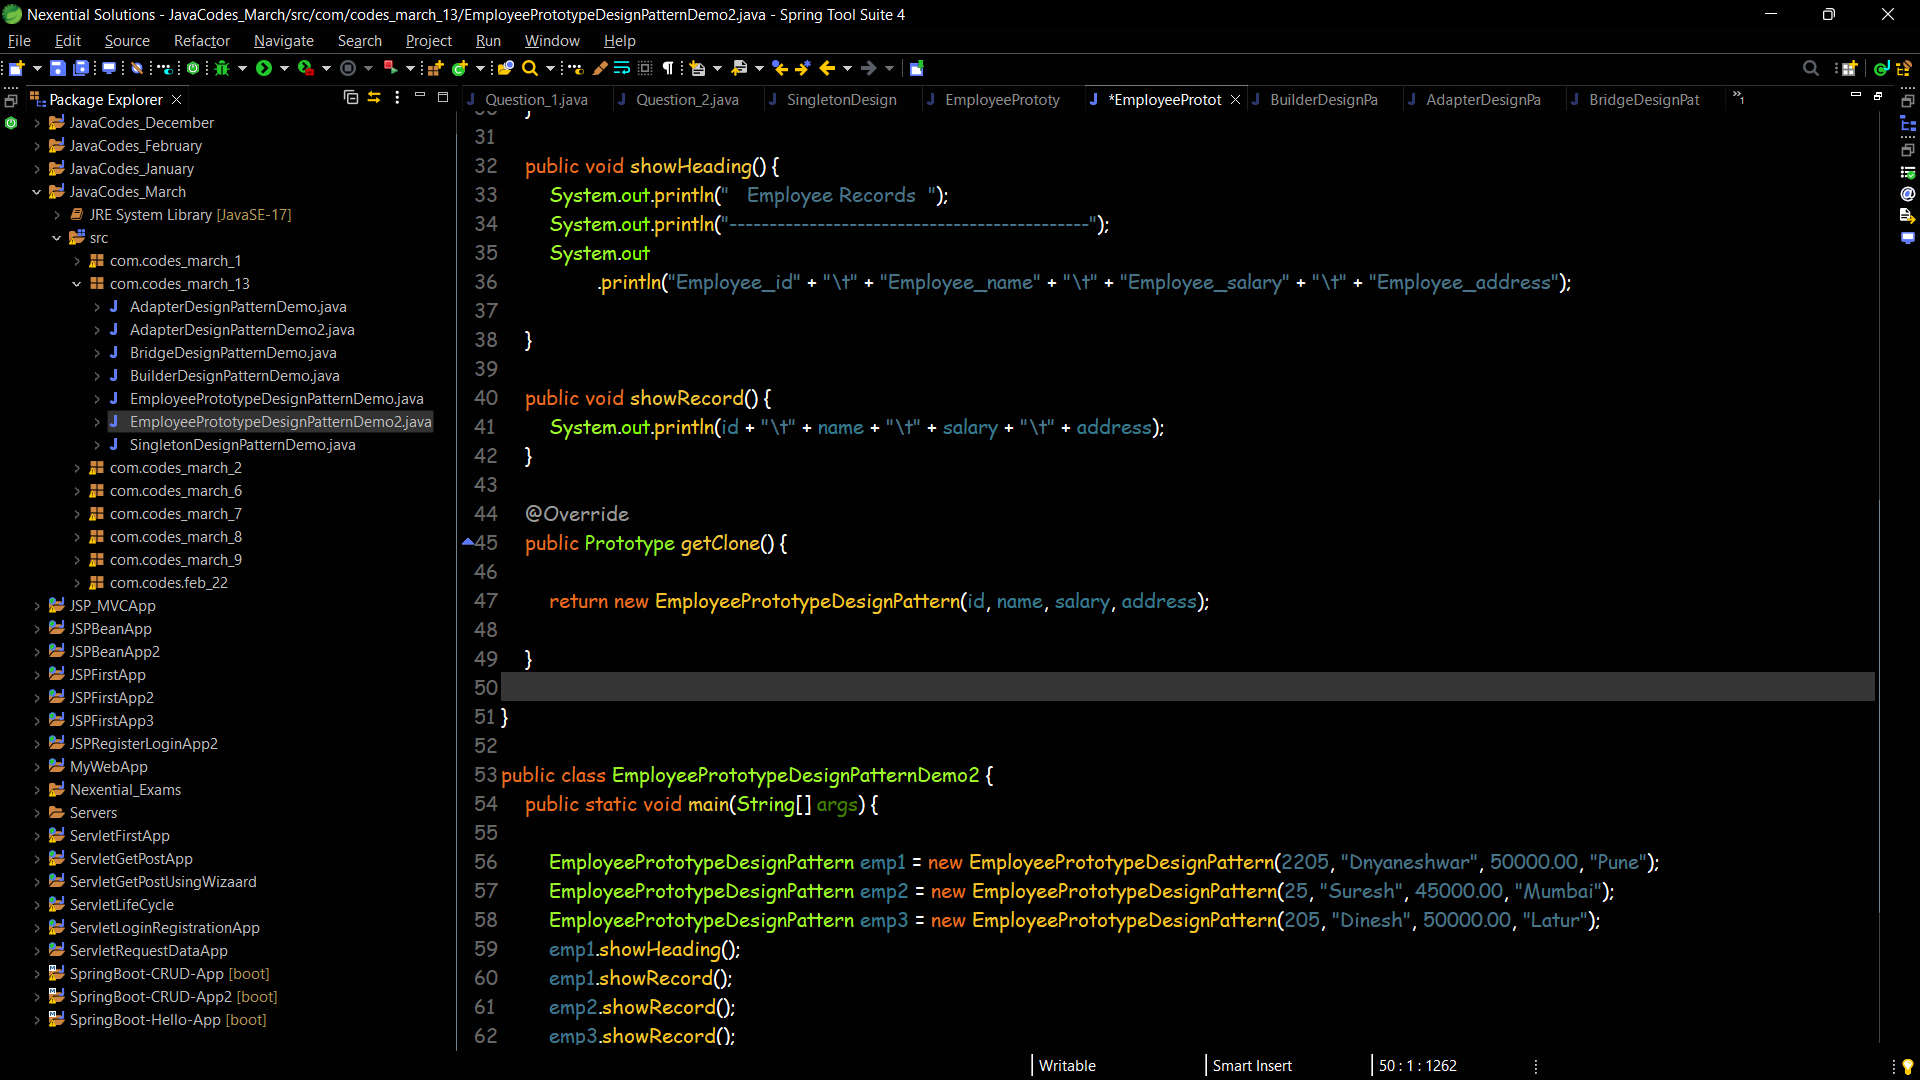 Nexential Solutions - JavaCodes_March/src/com/codes_march_13/EmployeePrototypeDesignPatternDemo2.java - Spring Tool Suite 4
File Edit Source Refactor Navigate Search Project Run Window Help
Package Explorer
JavaCodes_December
JavaCodes_February
JavaCodes_January
JavaCodes_March
JRE System Library [JavaSE-17]
src
com.codes_march_1
com.codes_march_13
AdapterDesignPatternDemo.java
AdapterDesignPatternDemo2.java
BridgeDesignPatternDemo.java
BuilderDesignPatternDemo.java
EmployeePrototypeDesignPatternDemo.java
EmployeePrototypeDesignPatternDemo2.java
SingletonDesignPatternDemo.java
com.codes_march_2
com.codes_march_6
com.codes_march_7
com.codes_march_8
com.codes_march_9
com.codes.feb_22
JSP_MVCApp
JSPBeanApp
JSPBeanApp2
JSPFirstApp
JSPFirstApp2
JSPFirstApp3
JSPRegisterLoginApp2
MyWebApp
Nexential_Exams
Servers
ServletFirstApp
ServletGetPostApp
ServletGetPostUsingWizaard
ServletLifeCycle
ServletLoginRegistrationApp
ServletRequestDataApp
SpringBoot-CRUD-App [boot]
SpringBoot-CRUD-App2 [boot]
SpringBoot-Hello-App [boot]
Question_1.java Question_2.java SingletonDesign EmployeePrototy *EmployeeProtot BuilderDesignPa AdapterDesignPa BridgeDesignPat »1
31
32 public void showHeading() {
33 System.out.println("   Employee Records  ");
34 System.out.println("---------------------------------------------");
35 System.out
36 .println("Employee_id" + "\t" + "Employee_name" + "\t" + "Employee_salary" + "\t" + "Employee_address");
37
38 }
39
40 public void showRecord() {
41 System.out.println(id + "\t" + name + "\t" + salary + "\t" + address);
42 }
43
44 @Override
45 public Prototype getClone() {
46
47 return new EmployeePrototypeDesignPattern(id, name, salary, address);
48
49 }
50
51 }
52
53 public class EmployeePrototypeDesignPatternDemo2 {
54 public static void main(String[] args) {
55
56 EmployeePrototypeDesignPattern emp1 = new EmployeePrototypeDesignPattern(2205, "Dnyaneshwar", 50000.00, "Pune");
57 EmployeePrototypeDesignPattern emp2 = new EmployeePrototypeDesignPattern(25, "Suresh", 45000.00, "Mumbai");
58 EmployeePrototypeDesignPattern emp3 = new EmployeePrototypeDesignPattern(205, "Dinesh", 50000.00, "Latur");
59 emp1.showHeading();
60 emp1.showRecord();
61 emp2.showRecord();
62 emp3.showRecord();
Writable Smart Insert 50 : 1 : 1262